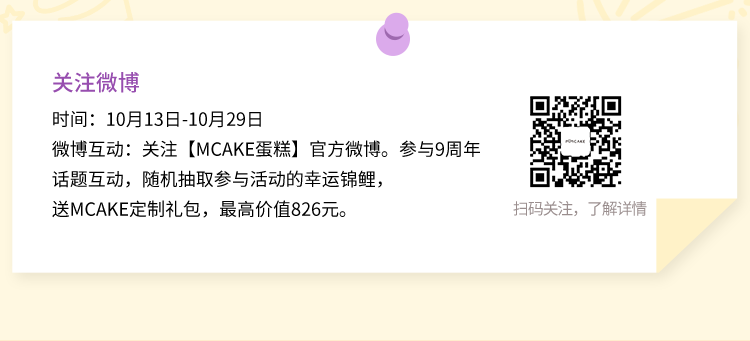 关注微博
时间：10月13日-10月29日
微博互动：关注【MCAKE蛋糕】官方微博。参与9周年
话题互动，随机抽取参与活动的幸运锦鲤，
送MCAKE定制礼包，最高价值826元。
扫码关注，了解详情